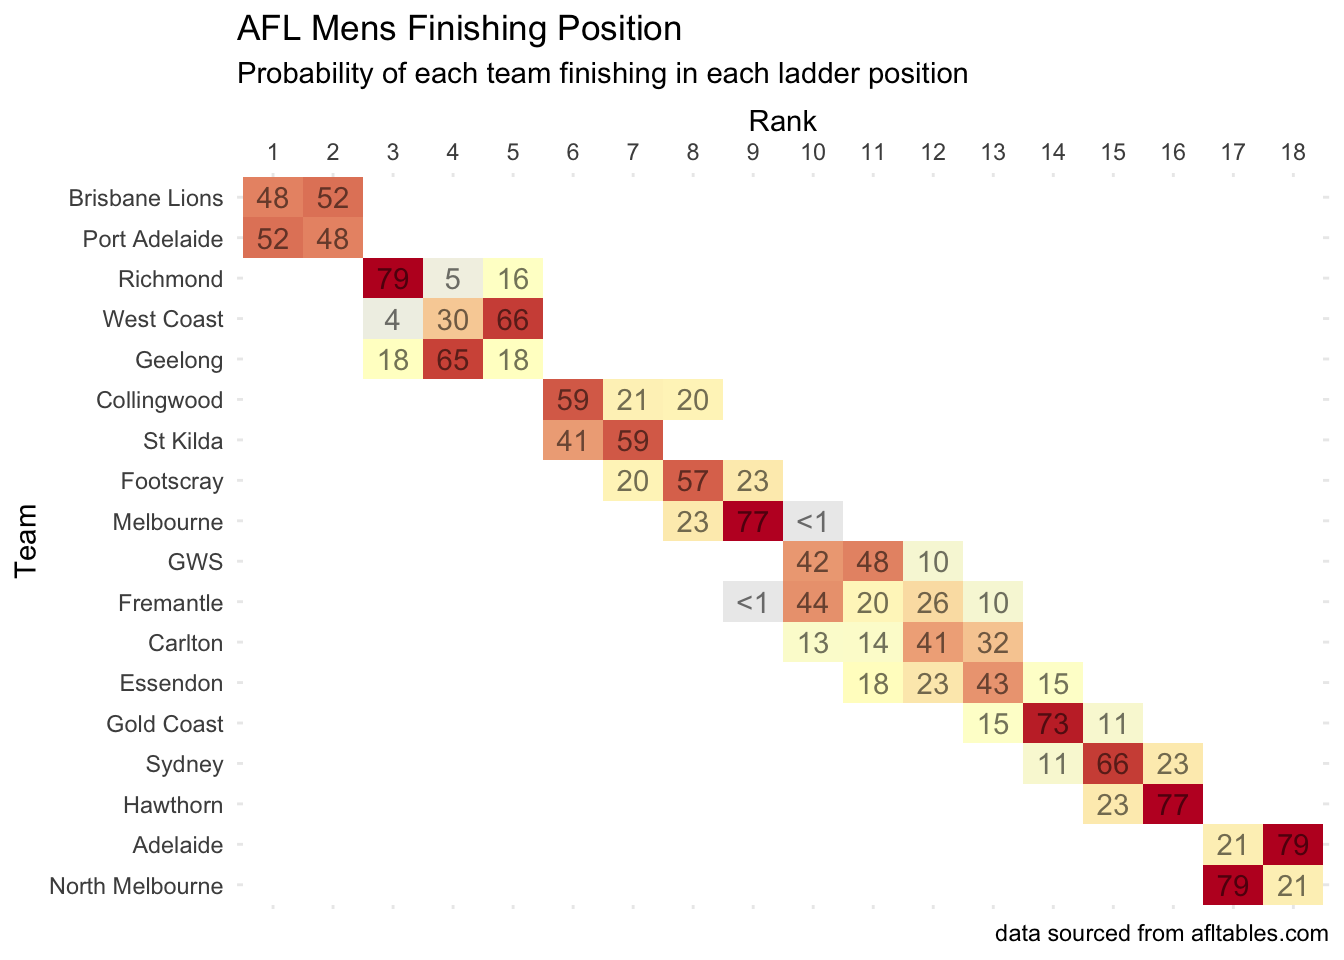 AFL Mens Finishing Position
Probability of each team finishing in each ladder position
Rank
1 2 3 4 5 6 7 8 9 10 11 12 13 14 15 16 17 18
Team
Brisbane Lions 48 52
Port Adelaide 52 48
Richmond 79 5 16
West Coast 4 30 66
Geelong 18 65 18
Collingwood 59 21 20
St Kilda 41 59
Footscray 20 57 23
Melbourne 23 77 <1
GWS 42 48 10
Fremantle <1 44 20 26 10
Carlton 13 14 41 32
Essendon 18 23 43 15
Gold Coast 15 73 11
Sydney 11 66 23
Hawthorn 23 77
Adelaide 21 79
North Melbourne 79 21
data sourced from afltables.com